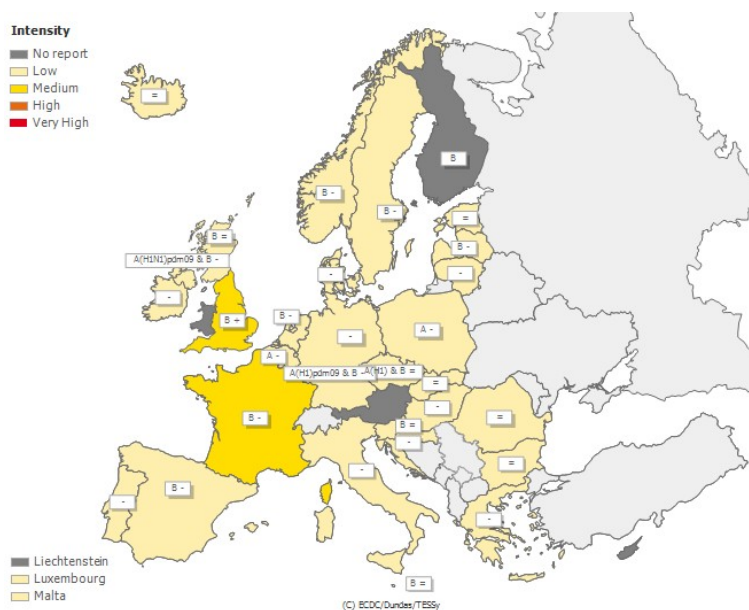 Intensity
No report
Low
Medium
High
Very High
=
B
B -
B -
=
B =
B -
A(H1N1)pdm09 & B -
-
-
-
B +
B -
-
A -
A -
A(H1)pdm09 & B -
A(H1) & B =
=
-
B -
=
B =
-
-
=
B -
-
-
B =
Liechtenstein
Luxembourg
Malta
(C) ECDC/Dundas/TESSy